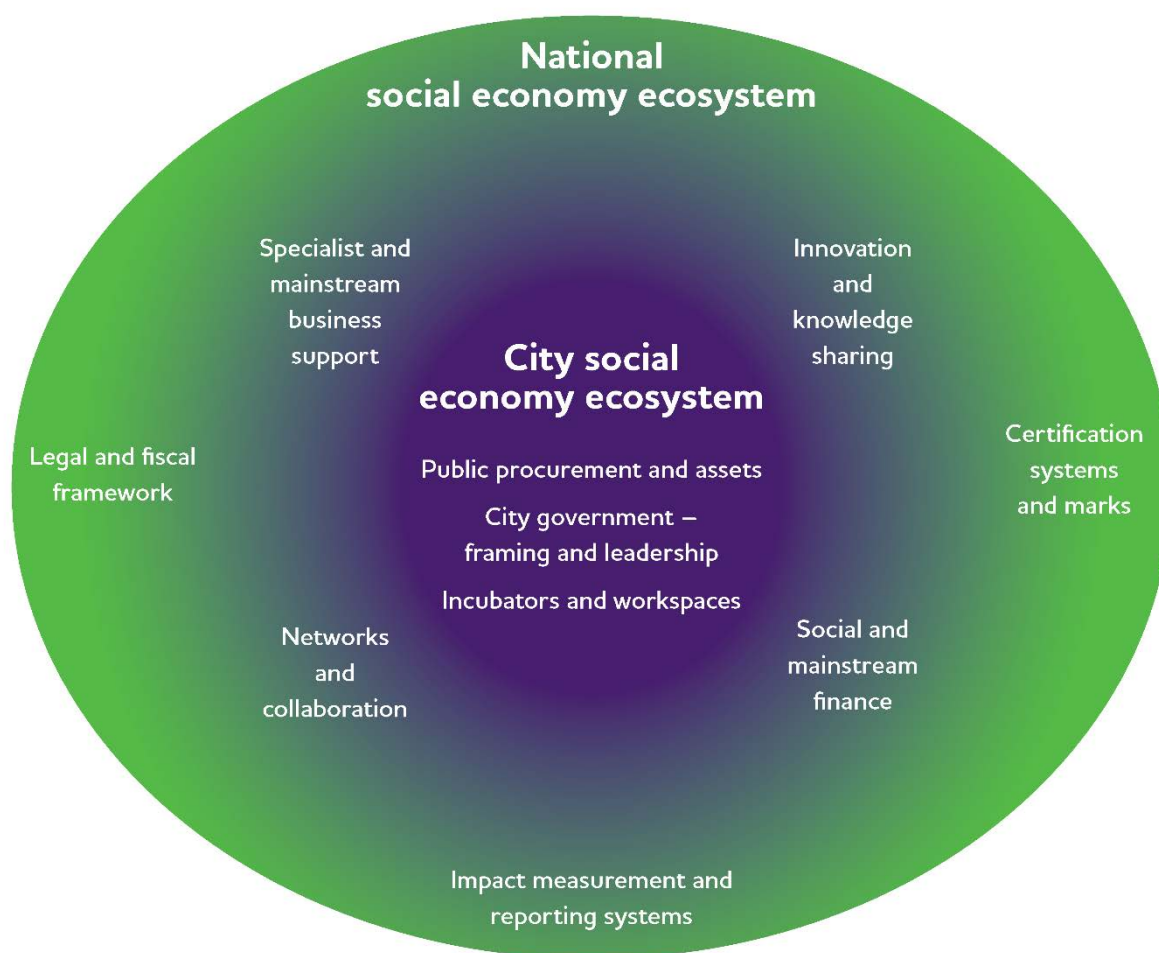 National
social economy ecosystem
Specialist and
mainstream
business
support
Innovation
and
knowledge
sharing
City social
economy ecosystem
Legal and fiscal
framework
Public procurement and assets
City government –
framing and leadership
Incubators and workspaces
Certification
systems
and marks
Networks
and
collaboration
Social and
mainstream
finance
Impact measurement and
reporting systems